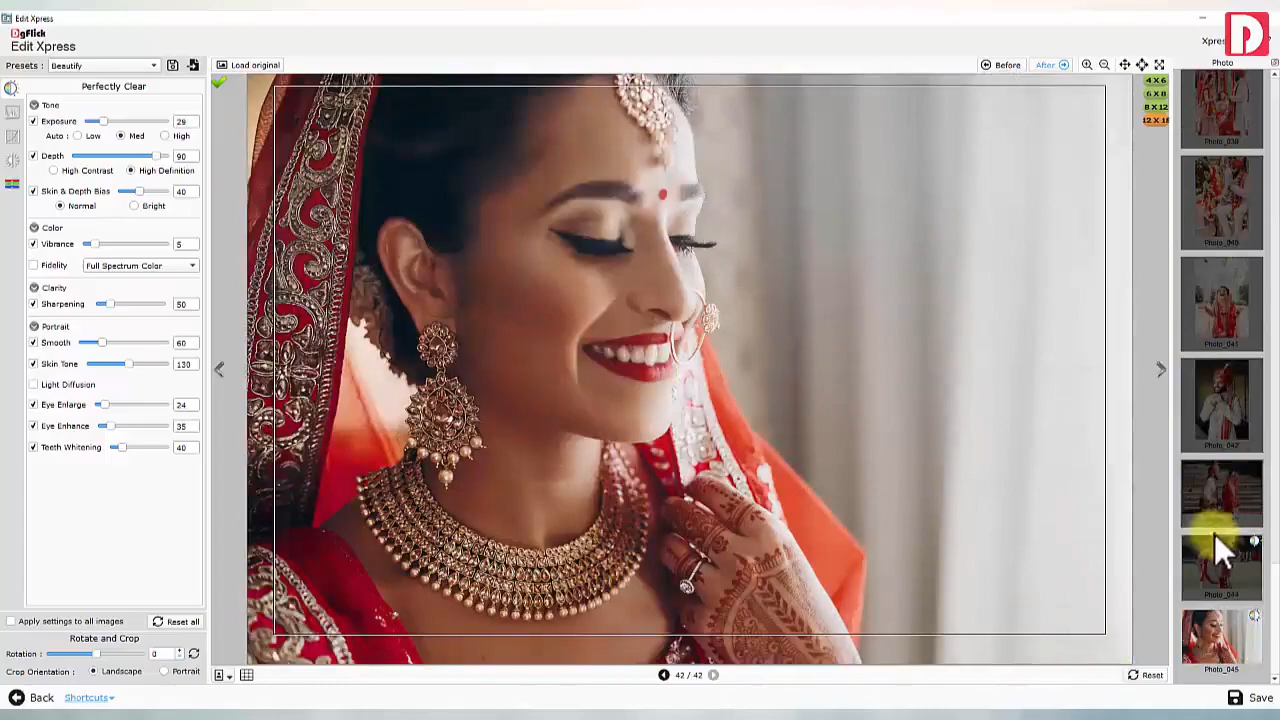 Edit Xpress
DgFlick
Edit Xpress
D
Presets : Beautify
Load original
Before
After
Photo
Perfectly Clear
Tone
Exposure 29
Auto : Low Med High
Depth 90
High Contrast High Definition
Skin & Depth Bias 40
Normal Bright
Color
Vibrance 5
Fidelity Full Spectrum Color
Clarity
Sharpening 50
Portrait
Smooth 60
Skin Tone 130
Light Diffusion
Eye Enlarge 24
Eye Enhance 35
Teeth Whitening 40
4 X 6
6 X 8
8 X 12
Photo_040
Photo_041
Photo_042
Photo_044
Photo_045
Apply settings to all images
Reset all
Rotate and Crop
Rotation : 0
Crop Orientation : Landscape Portrait
42 / 42
Reset
Back
Shortcuts
Save